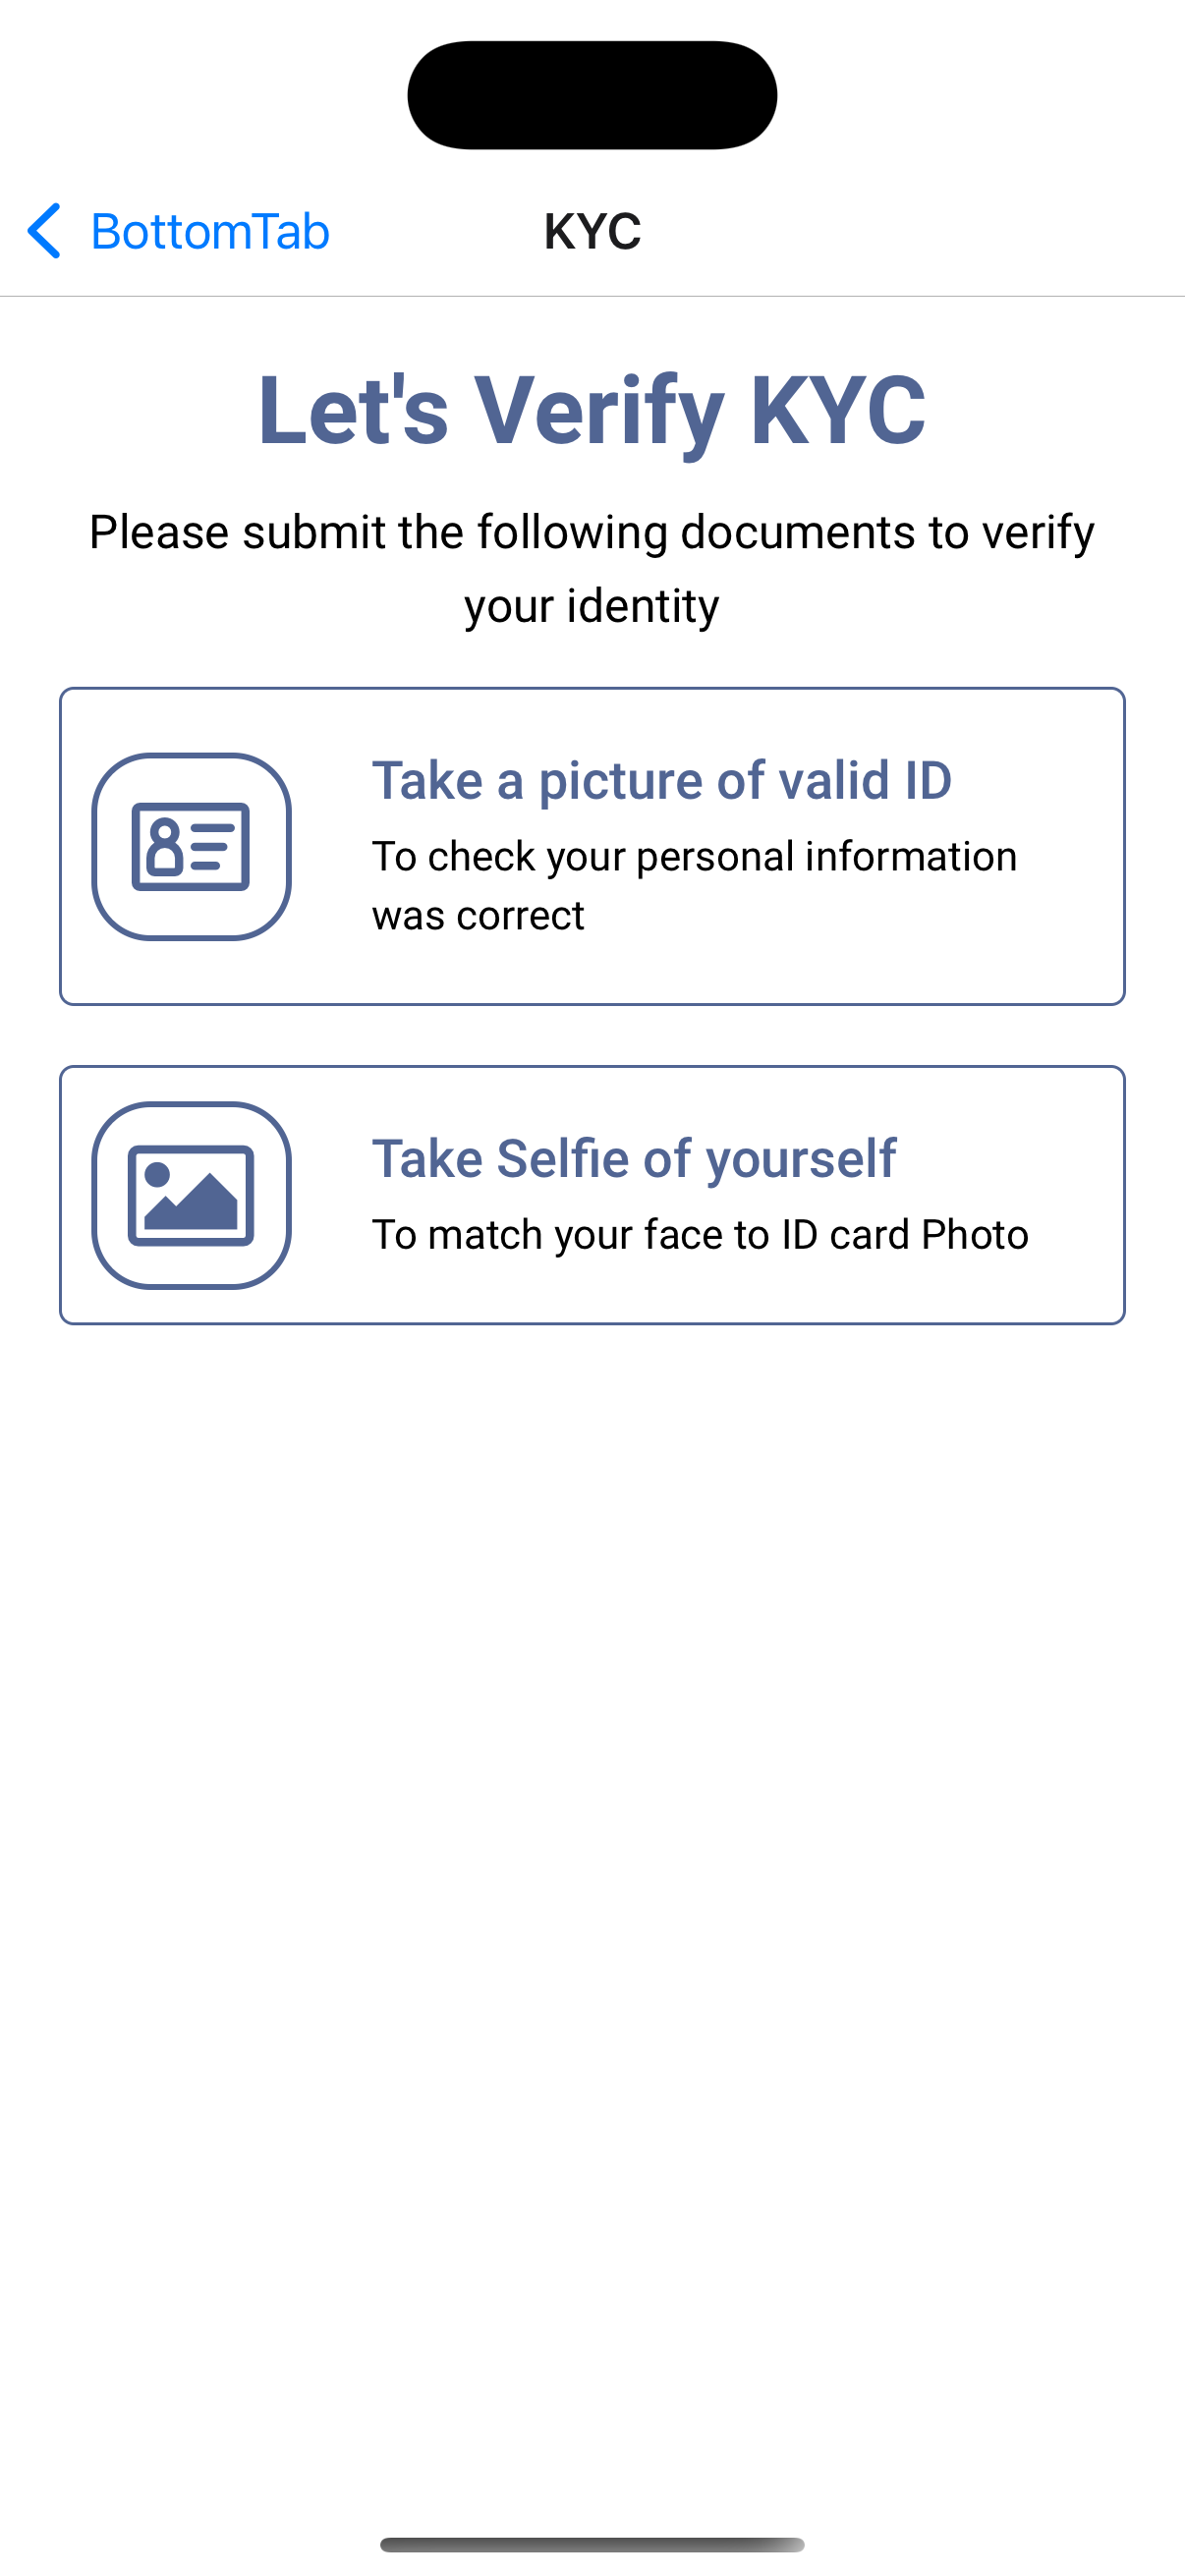 BottomTab
KYC
Let's Verify KYC
Please submit the following documents to verify
your identity
Take a picture of valid ID
To check your personal information
was correct
Take Selfie of yourself
To match your face to ID card Photo